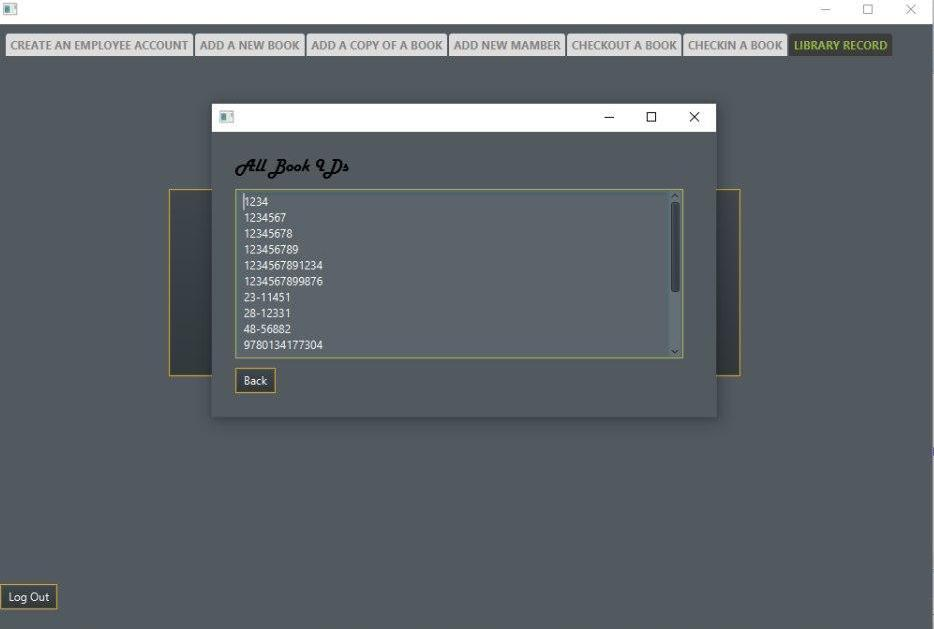 CREATE AN EMPLOYEE ACCOUNT ADD A NEW BOOK ADD A COPY OF A BOOK ADD NEW MAMBER CHECKOUT A BOOK CHECKIN A BOOK LIBRARY RECORD
All Book IDs
1234
1234567
12345678
123456789
1234567891234
1234567899876
23-11451
28-12331
48-56882
9780134177304
Back
Log Out